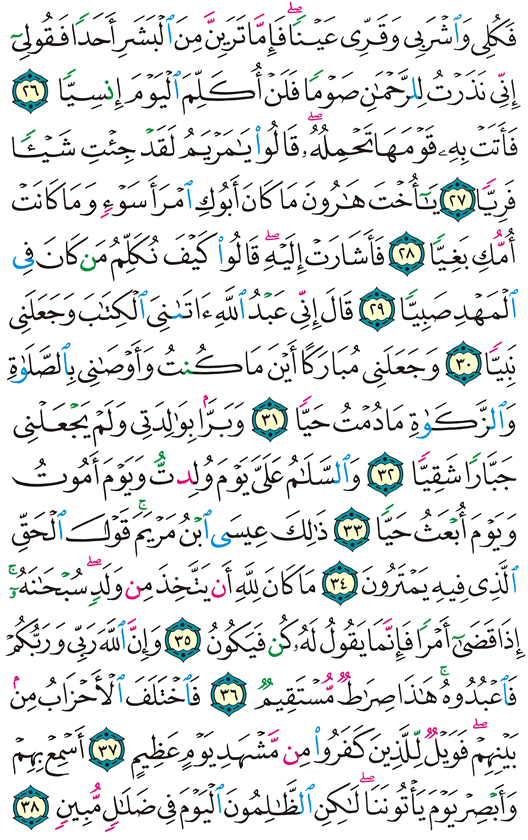 فَكُلِى وَٱشْرَبِى وَقَرِّى عَيْنًا ۖ فَإِمَّا تَرَيِنَّ مِنَ ٱلْبَشَرِ أَحَدًا فَقُولِىٓ
إِنِّى نَذَرْتُ لِلرَّحْمَٰنِ صَوْمًا فَلَنْ أُكَلِّمَ ٱلْيَوْمَ إِنسِيًّا ٢٦
فَأَتَتْ بِهِۦ قَوْمَهَا تَحْمِلُهُۥ ۖ قَالُوا۟ يَٰمَرْيَمُ لَقَدْ جِئْتِ شَيْـًٔا
فَرِيًّا ٢٧ يَٰٓأُخْتَ هَٰرُونَ مَا كَانَ أَبُوكِ ٱمْرَأَ سَوْءٍ وَمَا كَانَتْ
أُمُّكِ بَغِيًّا ٢٨ فَأَشَارَتْ إِلَيْهِ ۖ قَالُوا۟ كَيْفَ نُكَلِّمُ مَن كَانَ فِى
ٱلْمَهْدِ صَبِيًّا ٢٩ قَالَ إِنِّى عَبْدُ ٱللَّهِ ءَاتَىٰنِىَ ٱلْكِتَٰبَ وَجَعَلَنِى
نَبِيًّا ٣٠ وَجَعَلَنِى مُبَارَكًا أَيْنَ مَا كُنتُ وَأَوْصَٰنِى بِٱلصَّلَوٰةِ
وَٱلزَّكَوٰةِ مَا دُمْتُ حَيًّا ٣١ وَبَرًّۢا بِوَٰلِدَتِى وَلَمْ يَجْعَلْنِى
جَبَّارًا شَقِيًّا ٣٢ وَٱلسَّلَٰمُ عَلَىَّ يَوْمَ وُلِدتُّ وَيَوْمَ أَمُوتُ
وَيَوْمَ أُبْعَثُ حَيًّا ٣٣ ذَٰلِكَ عِيسَى ٱبْنُ مَرْيَمَ ۚ قَوْلَ ٱلْحَقِّ
ٱلَّذِى فِيهِ يَمْتَرُونَ ٣٤ مَا كَانَ لِلَّهِ أَن يَتَّخِذَ مِن وَلَدٍ ۖ سُبْحَٰنَهُۥٓ ۚ
إِذَا قَضَىٰٓ أَمْرًا فَإِنَّمَا يَقُولُ لَهُۥ كُن فَيَكُونُ ٣٥ وَإِنَّ ٱللَّهَ رَبِّى وَرَبُّكُمْ
فَٱعْبُدُوهُ ۚ هَٰذَا صِرَٰطٌ مُّسْتَقِيمٌ ٣٦ فَٱخْتَلَفَ ٱلْأَحْزَابُ مِنۢ
بَيْنِهِمْ ۖ فَوَيْلٌ لِّلَّذِينَ كَفَرُوا۟ مِن مَّشْهَدِ يَوْمٍ عَظِيمٍ ٣٧ أَسْمِعْ بِهِمْ
وَأَبْصِرْ يَوْمَ يَأْتُونَنَا ۖ لَٰكِنِ ٱلظَّٰلِمُونَ ٱلْيَوْمَ فِى ضَلَٰلٍ مُّبِينٍ ٣٨